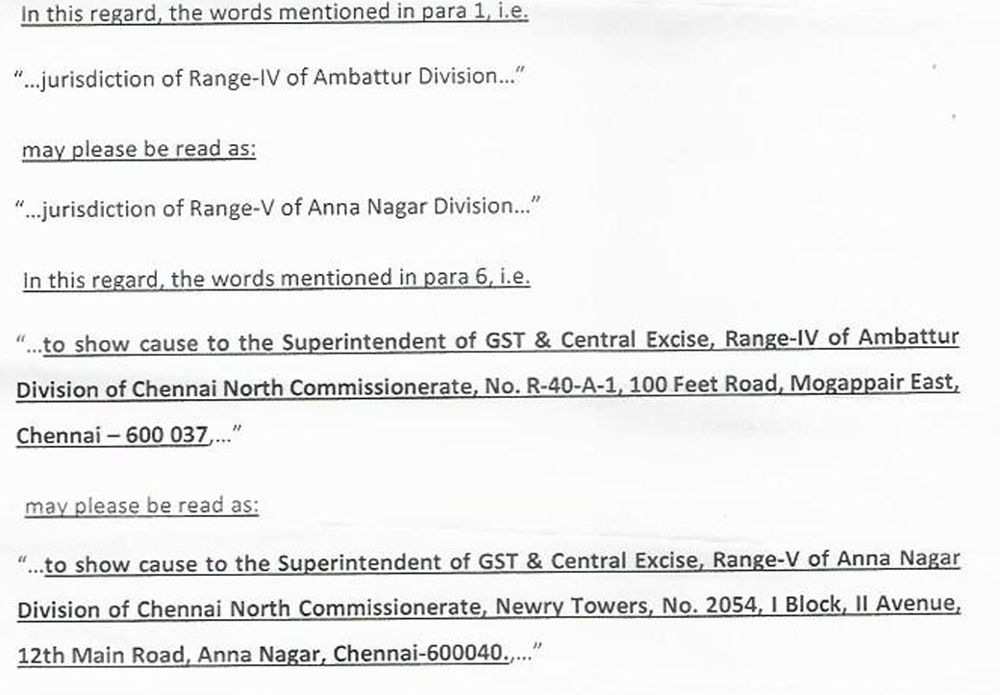 In this regard, the words mentioned in para 1, i.e.
“...jurisdiction of Range-IV of Ambattur Division...”
may please be read as:
“...jurisdiction of Range-V of Anna Nagar Division...”
In this regard, the words mentioned in para 6, i.e.
“...to show cause to the Superintendent of GST & Central Excise, Range-IV of Ambattur
Division of Chennai North Commissionerate, No. R-40-A-1, 100 Feet Road, Mogappair East,
Chennai – 600 037,...”
may please be read as:
“...to show cause to the Superintendent of GST & Central Excise, Range-V of Anna Nagar
Division of Chennai North Commissionerate, Newry Towers, No. 2054, I Block, II Avenue,
12th Main Road, Anna Nagar, Chennai-600040.,...”